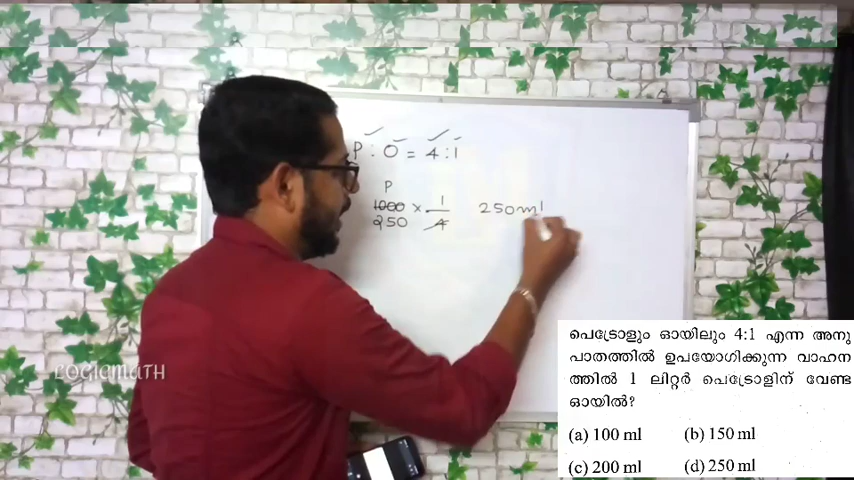 P : O = 4 : 1
P
1000 × 1 250ml
250 4
LOGICMATH
പെട്രോളും ഓയിലും 4:1 എന്ന അനു
പാതത്തിൽ ഉപയോഗിക്കുന്ന വാഹന
ത്തിൽ 1 ലിറ്റർ പെട്രോളിന് വേണ്ട
ഓയിൽ?
(a) 100 ml (b) 150 ml
(c) 200 ml (d) 250 ml